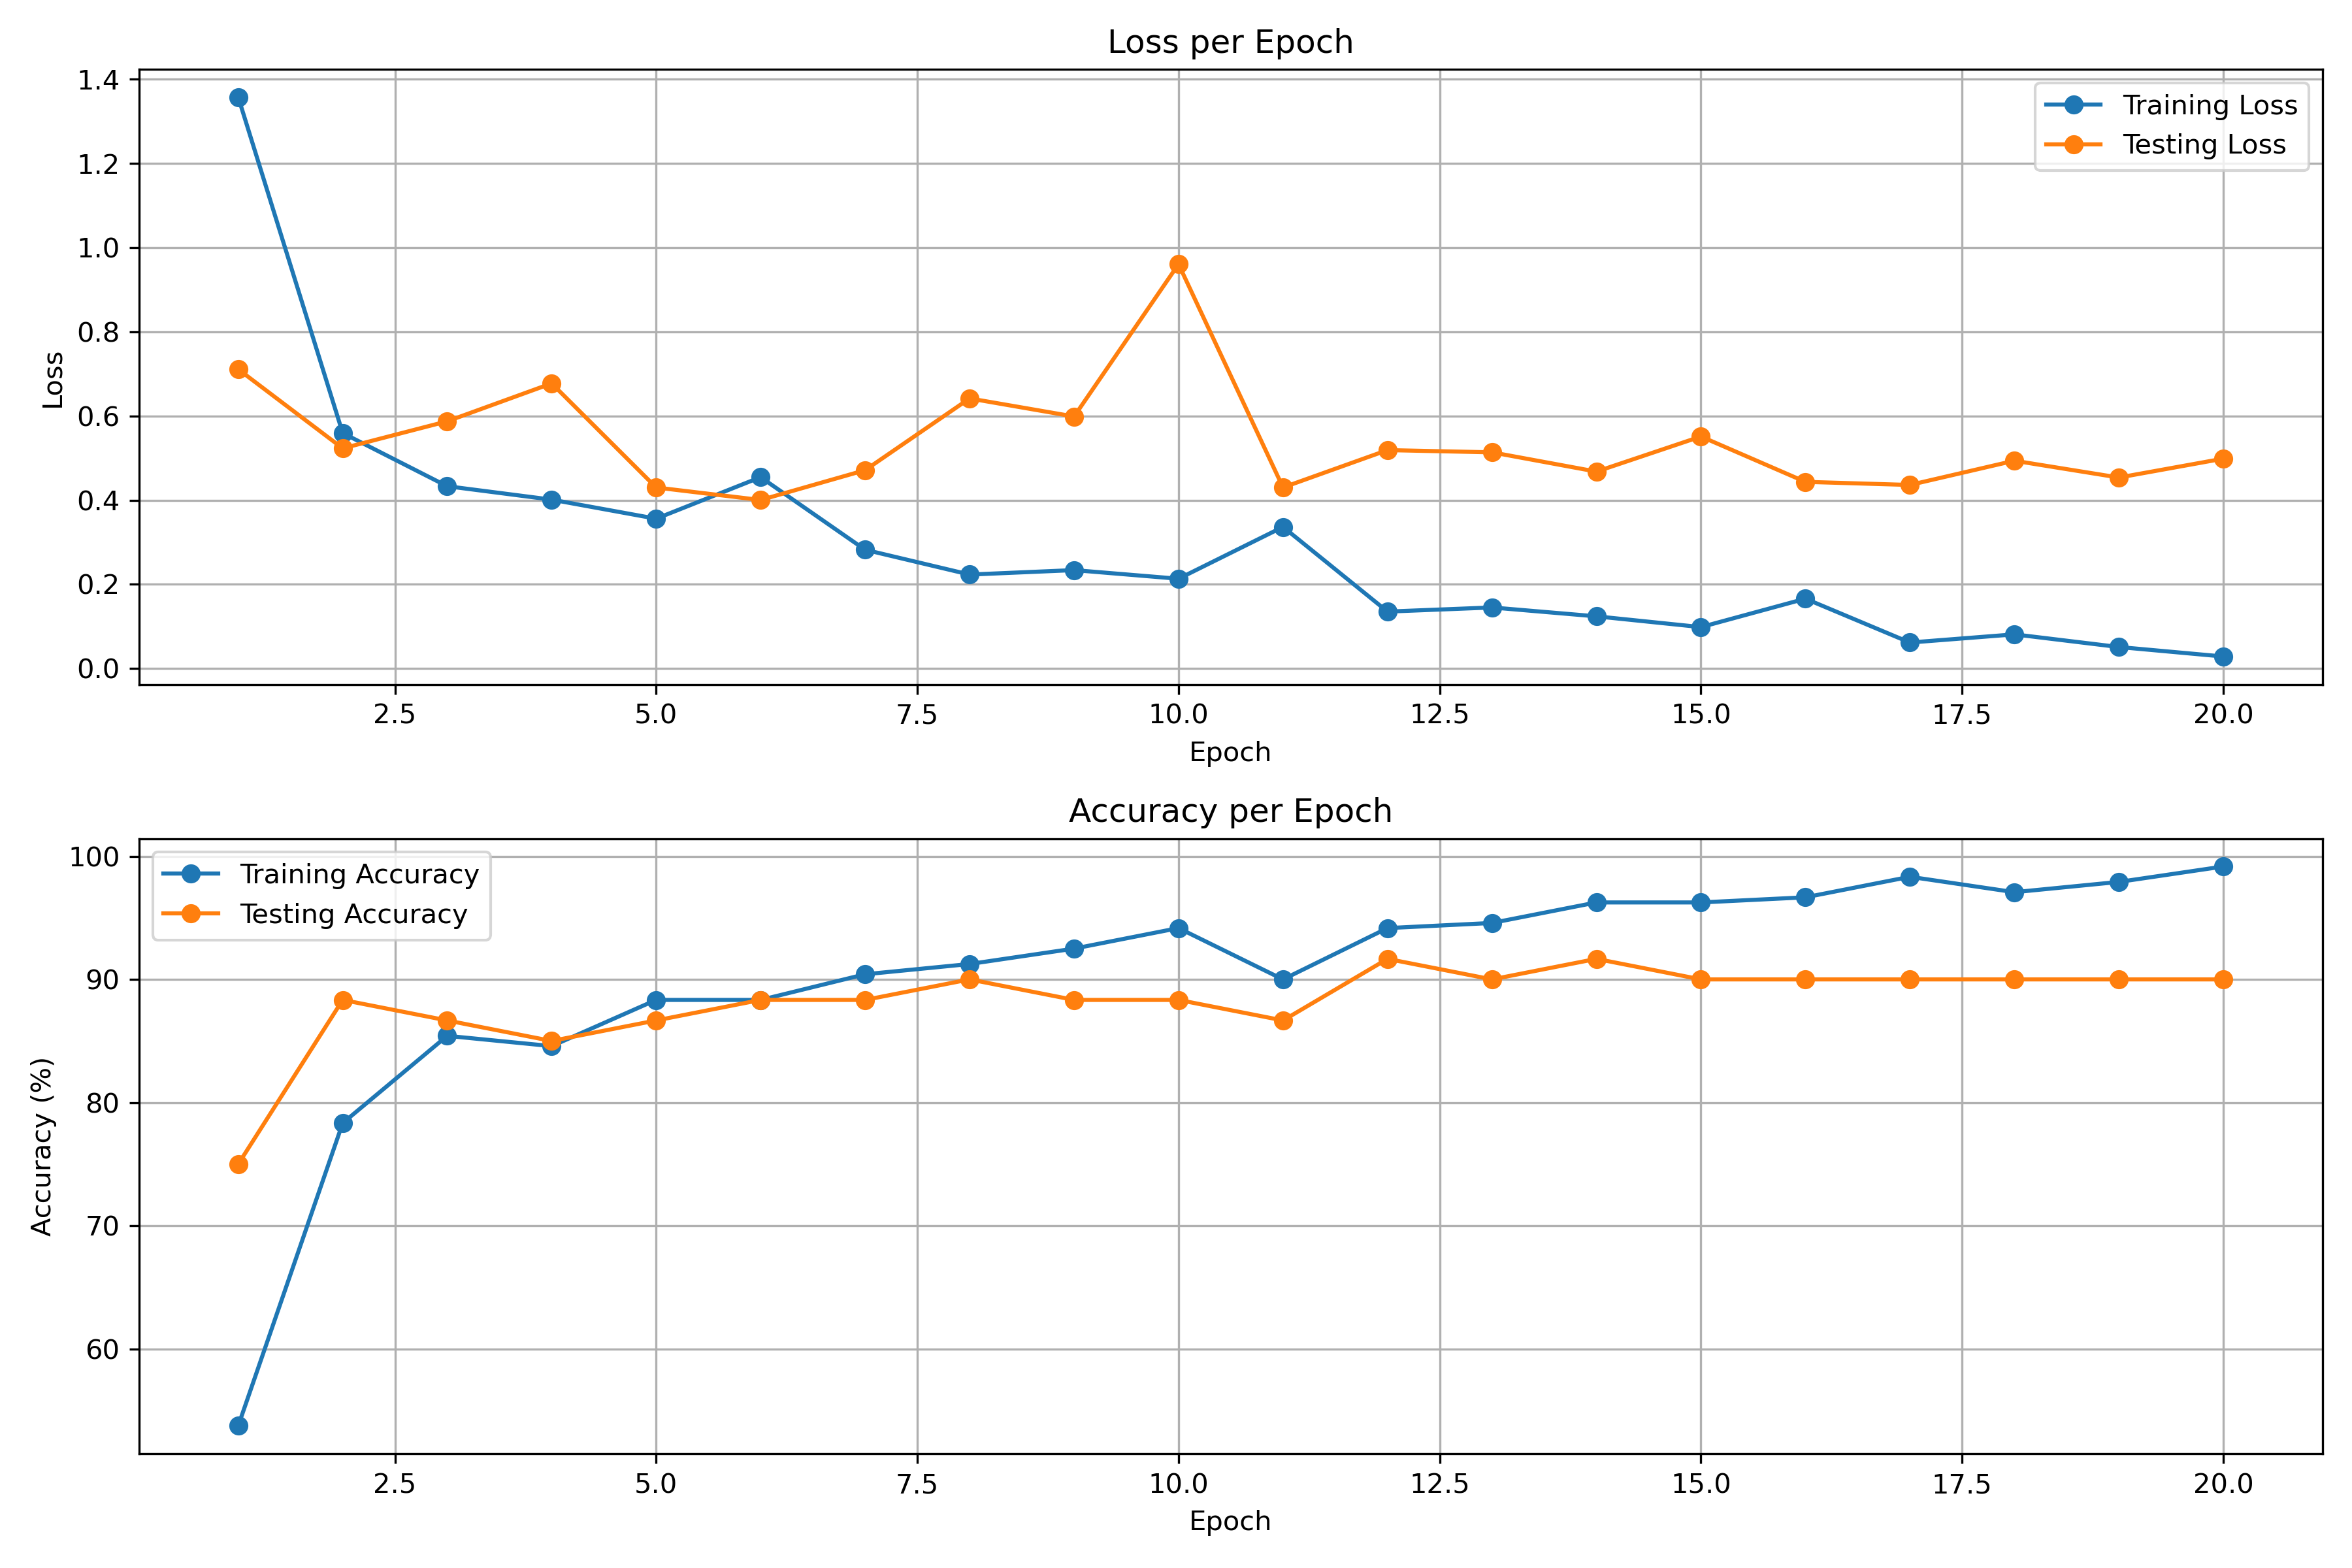 Loss per Epoch
1.4
1.2
1.0
0.8
0.6
0.4
0.2
0.0
Loss
Training Loss
Testing Loss
2.5 5.0 7.5 10.0 12.5 15.0 17.5 20.0
Epoch
Accuracy per Epoch
100
90
80
70
60
Accuracy (%)
Training Accuracy
Testing Accuracy
2.5 5.0 7.5 10.0 12.5 15.0 17.5 20.0
Epoch